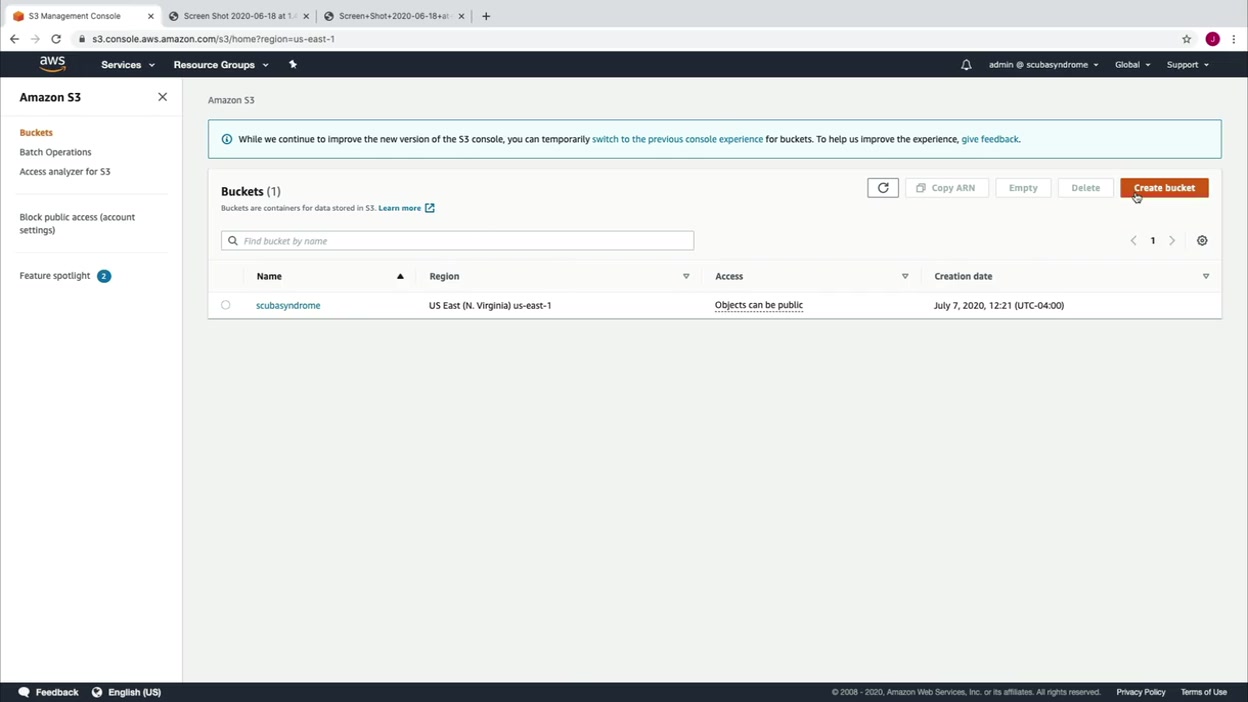 S3 Management Console
Screen Shot 2020-06-18 at 1.
Screen+Shot+2020-06-18+at
s3.console.aws.amazon.com/s3/home?region=us-east-1
J
aws
Services
Resource Groups
admin @ scubasyndrome
Global
Support
Amazon S3
Buckets
Batch Operations
Access analyzer for S3
Block public access (account
settings)
Feature spotlight 2
Amazon S3
While we continue to improve the new version of the S3 console, you can temporarily switch to the previous console experience for buckets. To help us improve the experience, give feedback.
Buckets (1)
Buckets are containers for data stored in S3. Learn more
Copy ARN
Empty
Delete
Create bucket
Find bucket by name
1
Name Region Access Creation date
scubasyndrome US East (N. Virginia) us-east-1 Objects can be public July 7, 2020, 12:21 (UTC-04:00)
Feedback English (US) © 2008 - 2020, Amazon Web Services, Inc. or its affiliates. All rights reserved. Privacy Policy Terms of Use